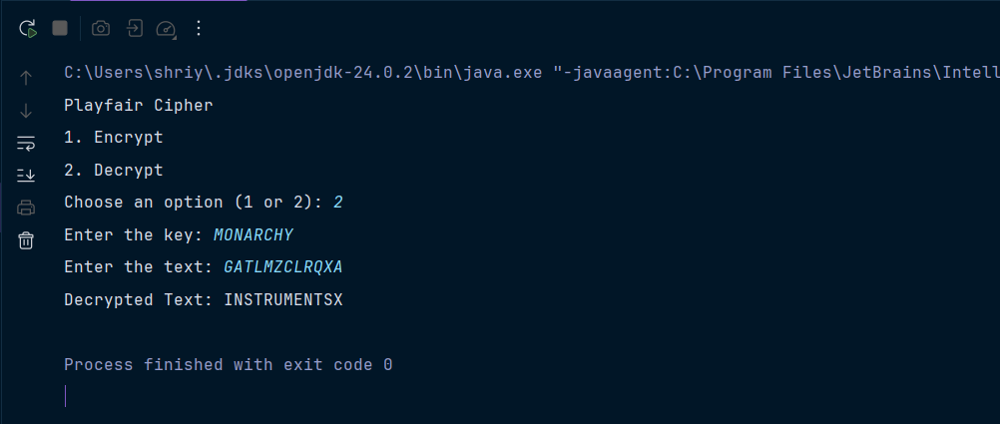 C:\Users\shriy\.jdks\openjdk-24.0.2\bin\java.exe "-javaagent:C:\Program Files\JetBrains\Intell
Playfair Cipher
1. Encrypt
2. Decrypt
Choose an option (1 or 2): 2
Enter the key: MONARCHY
Enter the text: GATLMZCLRQXA
Decrypted Text: INSTRUMENTSX
Process finished with exit code 0